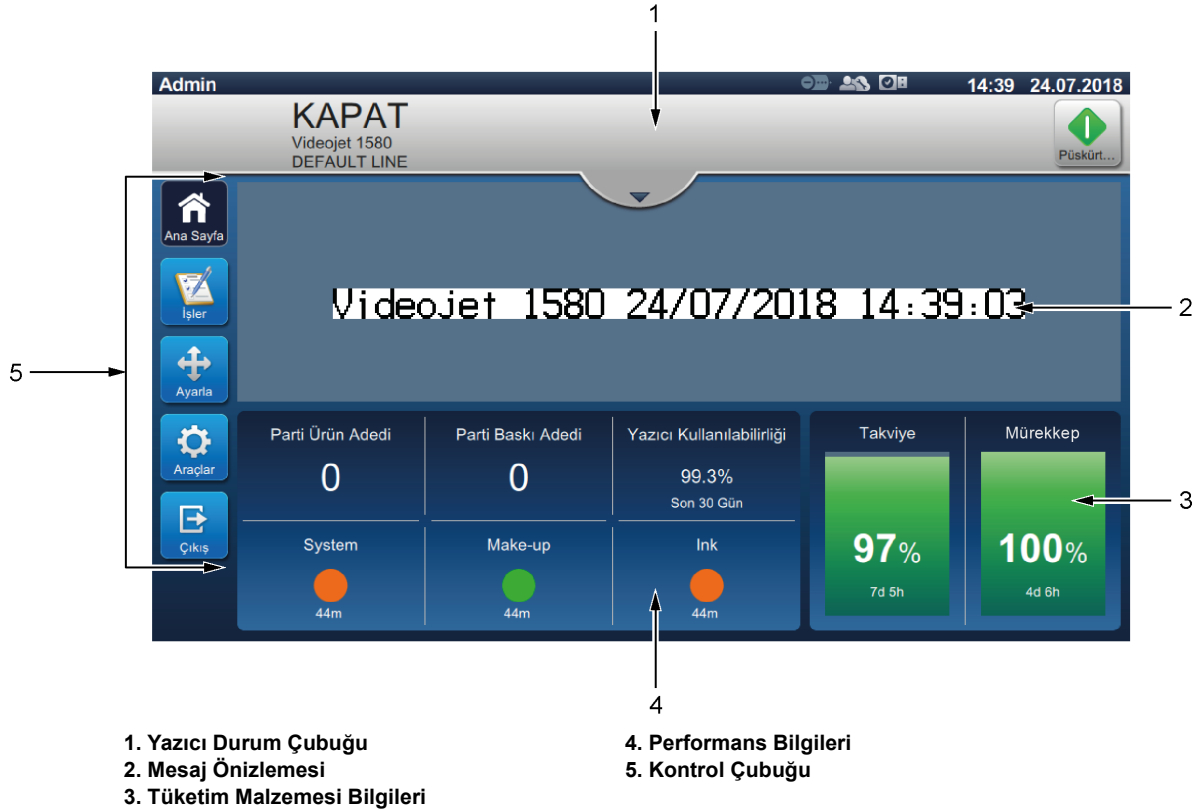 1
Admin 14:39 24.07.2018
KAPAT
Videojet 1580
DEFAULT LINE
Püskürt...
Ana Sayfa
İşler
Ayarla
Araçlar
Çıkış
5
Videojet 1580 24/07/2018 14:39:03
2
Parti Ürün Adedi
0
Parti Baskı Adedi
0
Yazıcı Kullanılabilirliği
99.3%
Son 30 Gün
System
44m
Make-up
44m
Ink
44m
Takviye
97%
7d 5h
Mürekkep
100%
4d 6h
3
4
1. Yazıcı Durum Çubuğu
2. Mesaj Önizlemesi
3. Tüketim Malzemesi Bilgileri
4. Performans Bilgileri
5. Kontrol Çubuğu